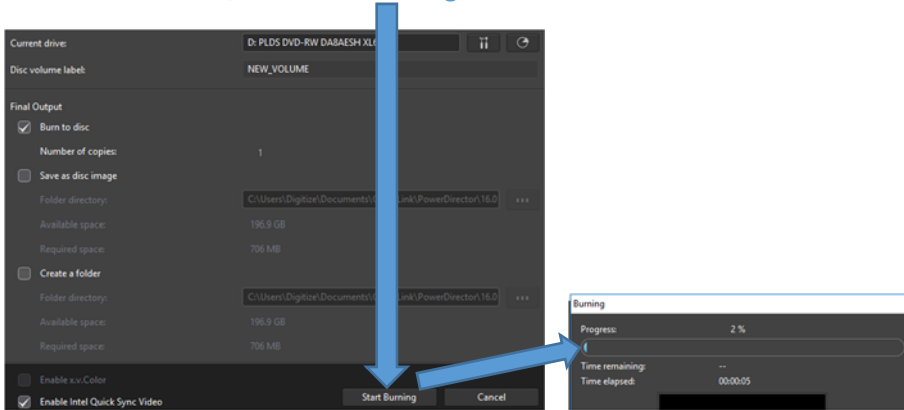 Current drive: D: PLDS DVD-RW DA8AESH XL6
Disc volume label: NEW_VOLUME
Final Output
Burn to disc
Number of copies: 1
Save as disc image
Folder directory: C:\Users\Digitize\Documents\C Link\PowerDirector\16.0
Available space: 196.9 GB
Required space: 706 MB
Create a folder
Folder directory: C:\Users\Digitize\Documents\C Link\PowerDirector\16.0
Available space: 196.9 GB
Required space: 706 MB
Enable x.v.Color
Enable Intel Quick Sync Video
Start Burning Cancel
Burning
Progress: 2 %
Time remaining: --
Time elapsed: 00:00:05